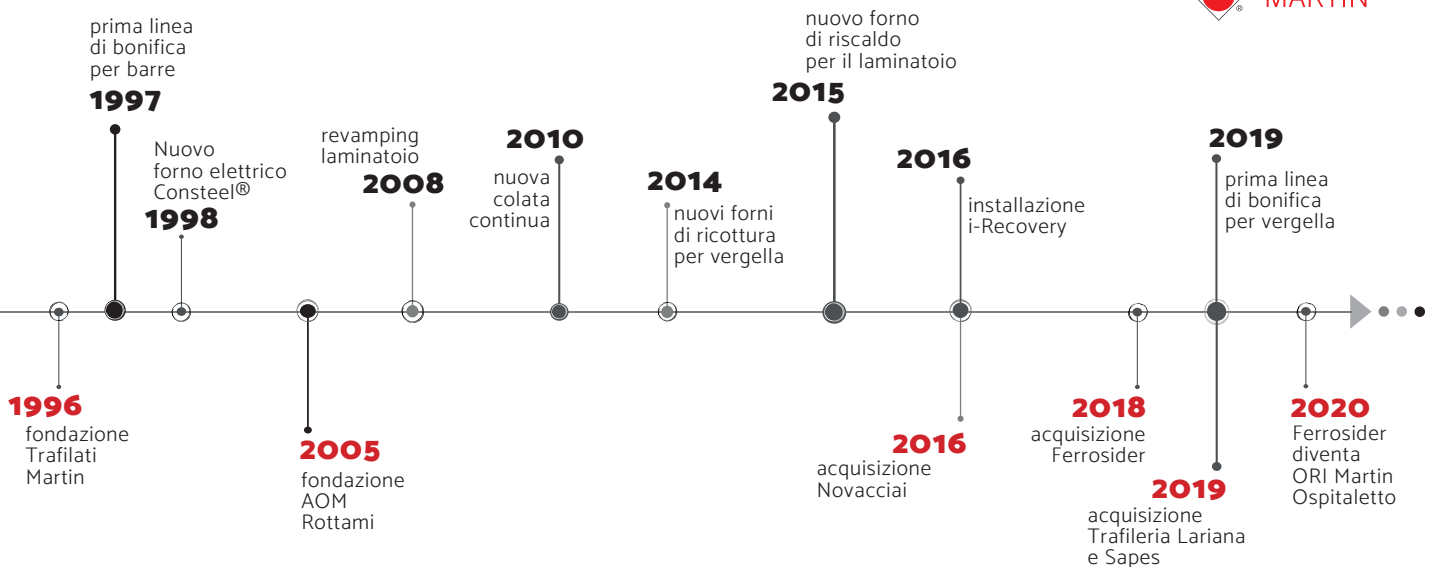 MARTIN
®
prima linea
di bonifica
per barre
1997
Nuovo
forno elettrico
Consteel®
1998
revamping
laminatoio
2008
2010
nuova
colata
continua
2014
nuovi forni
di ricottura
per vergella
nuovo forno
di riscaldo
per il laminatoio
2015
2016
installazione
i-Recovery
2019
prima linea
di bonifica
per vergella
1996
fondazione
Trafilati
Martin
2005
fondazione
AOM
Rottami
2016
acquisizione
Novacciai
2018
acquisizione
Ferrosider
2019
acquisizione
Trafileria Lariana
e Sapes
2020
Ferrosider
diventa
ORI Martin
Ospitaletto